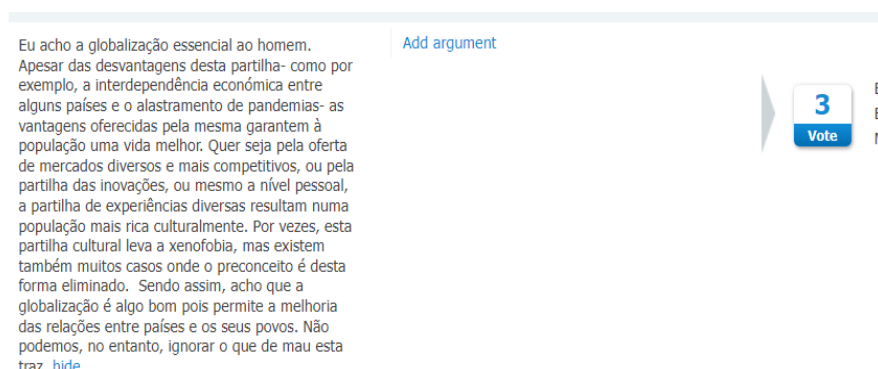 Eu acho a globalização essencial ao homem.
Apesar das desvantagens desta partilha- como por
exemplo, a interdependência económica entre
alguns países e o alastramento de pandemias- as
vantagens oferecidas pela mesma garantem à
população uma vida melhor. Quer seja pela oferta
de mercados diversos e mais competitivos, ou pela
partilha das inovações, ou mesmo a nível pessoal,
a partilha de experiências diversas resultam numa
população mais rica culturalmente. Por vezes, esta
partilha cultural leva a xenofobia, mas existem
também muitos casos onde o preconceito é desta
forma eliminado. Sendo assim, acho que a
globalização é algo bom pois permite a melhoria
das relações entre países e os seus povos. Não
podemos, no entanto, ignorar o que de mau esta
traz. hide
Add argument
3
Vote